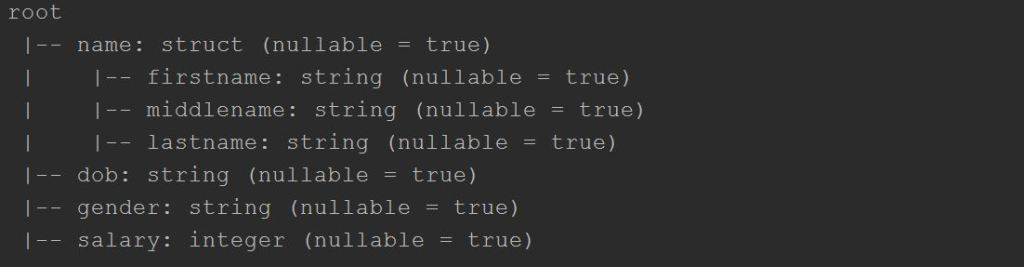 root
 |-- name: struct (nullable = true)
 |    |-- firstname: string (nullable = true)
 |    |-- middlename: string (nullable = true)
 |    |-- lastname: string (nullable = true)
 |-- dob: string (nullable = true)
 |-- gender: string (nullable = true)
 |-- salary: integer (nullable = true)